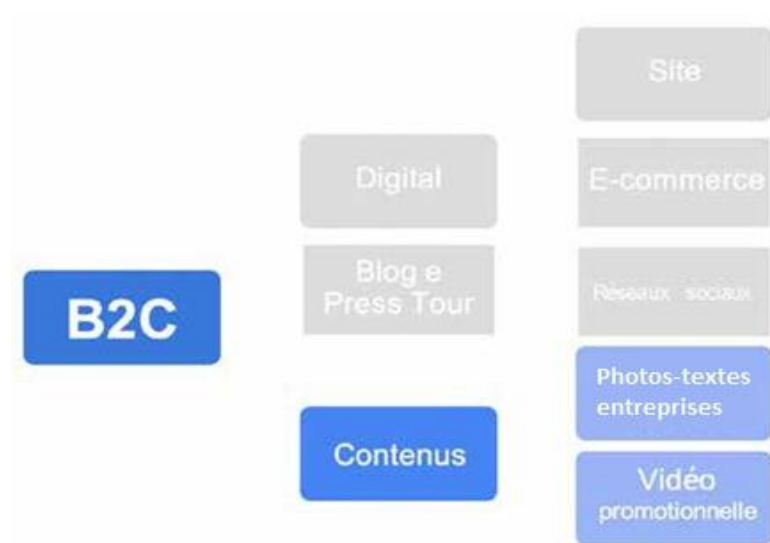 Site
Digital
E-commerce
Blog e
Press Tour
Réseaux sociaux
B2C
Photos-textes
entreprises
Contenus
Vidéo
promotionnelle